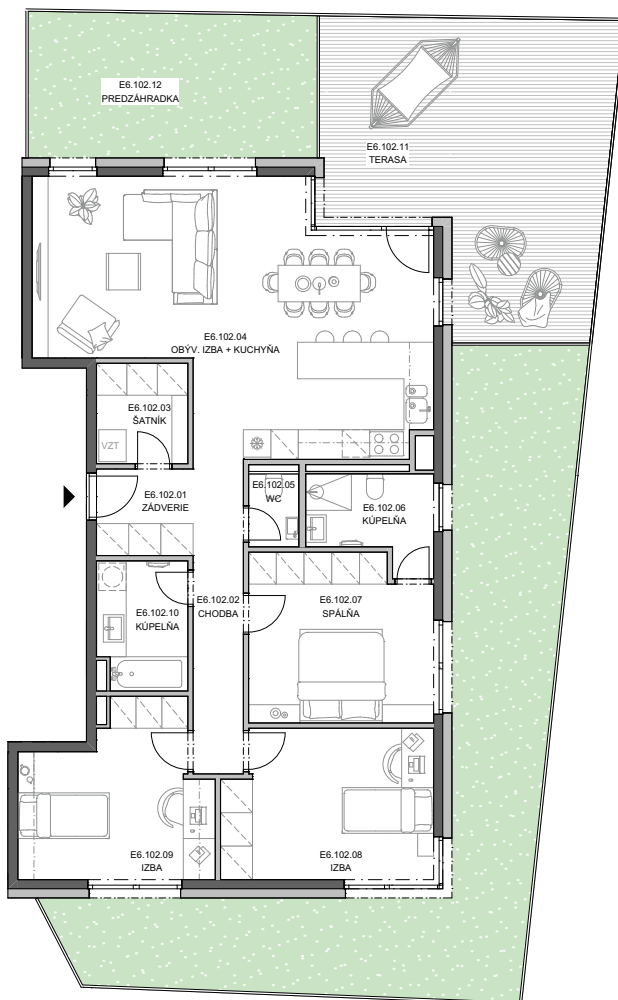 E6.102.12
PREDZÁHRADKA
E6.102.11
TERASA
E6.102.04
OBÝV. IZBA + KUCHYŇA
E6.102.03
ŠATNÍK
VZT
E6.102.05
WC
E6.102.06
KÚPEĽŇA
E6.102.01
ZÁDVERIE
E6.102.02
CHODBA
E6.102.07
SPÁLŇA
E6.102.10
KÚPEĽŇA
E6.102.09
IZBA
E6.102.08
IZBA